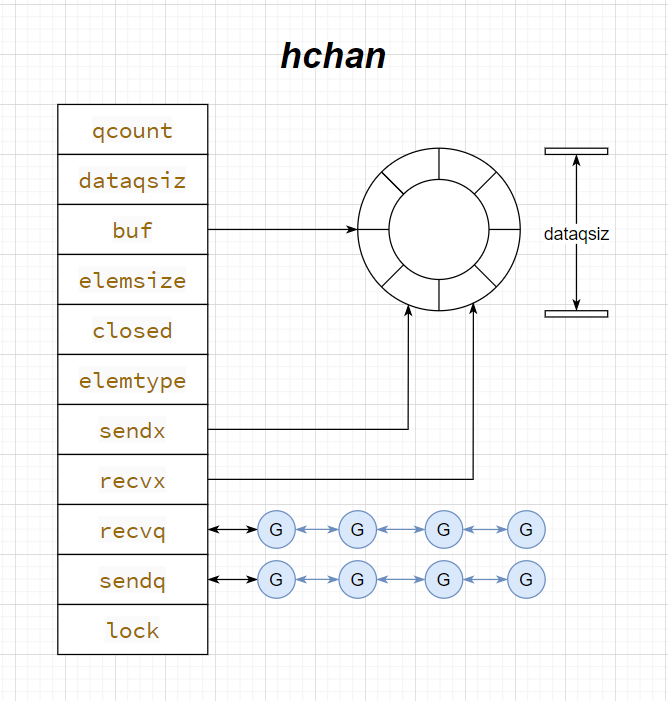 hchan
qcount
dataqsiz
buf
elemsize
closed
elemtype
sendx
recvx
recvq
sendq
lock
dataqsiz
G G G G
G G G G